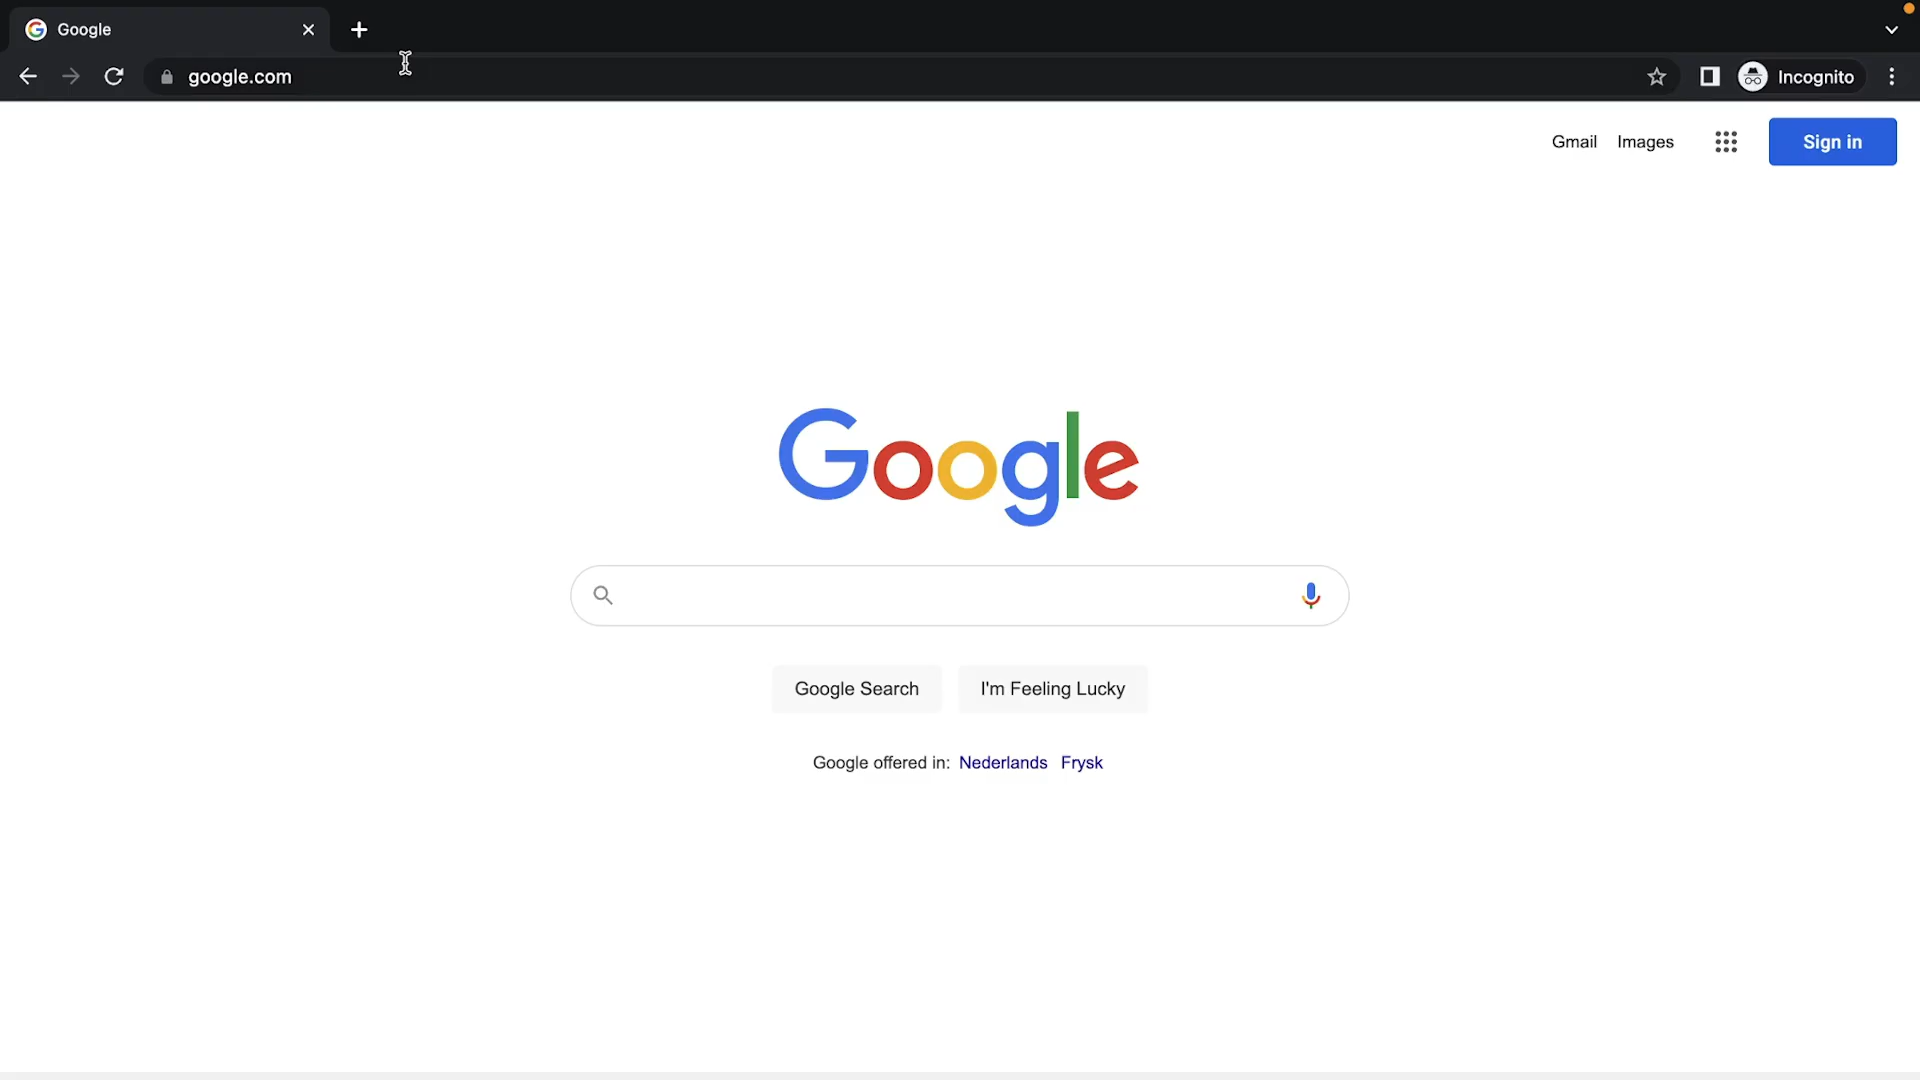 Google
google.com
Incognito
Gmail Images Sign in
Google
Google Search I'm Feeling Lucky
Google offered in: Nederlands Frysk